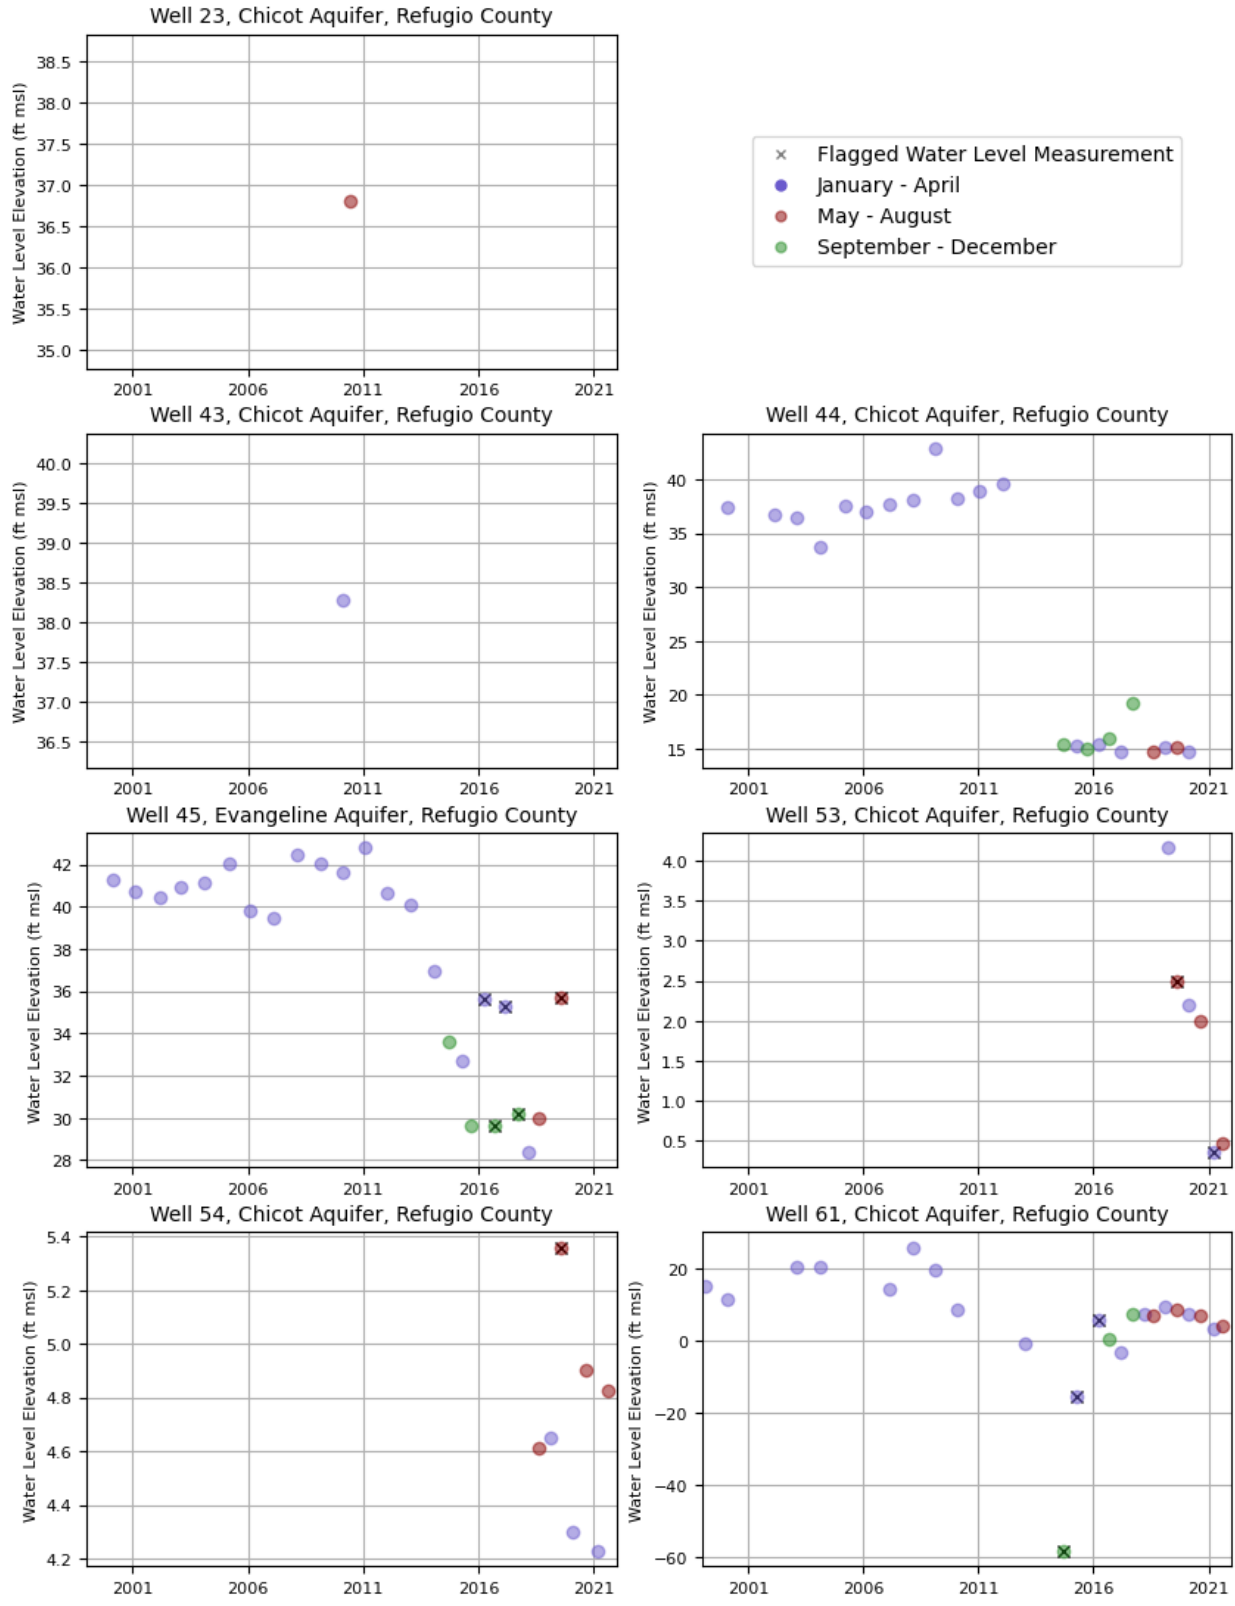 Well 23, Chicot Aquifer, Refugio County
Water Level Elevation (ft msl)
38.5
38.0
37.5
37.0
36.5
36.0
35.5
35.0
2001 2006 2011 2016 2021
Flagged Water Level Measurement
January - April
May - August
September - December
Well 43, Chicot Aquifer, Refugio County
Water Level Elevation (ft msl)
40.0
39.5
39.0
38.5
38.0
37.5
37.0
36.5
2001 2006 2011 2016 2021
Well 44, Chicot Aquifer, Refugio County
Water Level Elevation (ft msl)
40
35
30
25
20
15
2001 2006 2011 2016 2021
Well 45, Evangeline Aquifer, Refugio County
Water Level Elevation (ft msl)
42
40
38
36
34
32
30
28
2001 2006 2011 2016 2021
Well 53, Chicot Aquifer, Refugio County
Water Level Elevation (ft msl)
4.0
3.5
3.0
2.5
2.0
1.5
1.0
0.5
2001 2006 2011 2016 2021
Well 54, Chicot Aquifer, Refugio County
Water Level Elevation (ft msl)
5.4
5.2
5.0
4.8
4.6
4.4
4.2
2001 2006 2011 2016 2021
Well 61, Chicot Aquifer, Refugio County
Water Level Elevation (ft msl)
20
0
−20
−40
−60
2001 2006 2011 2016 2021